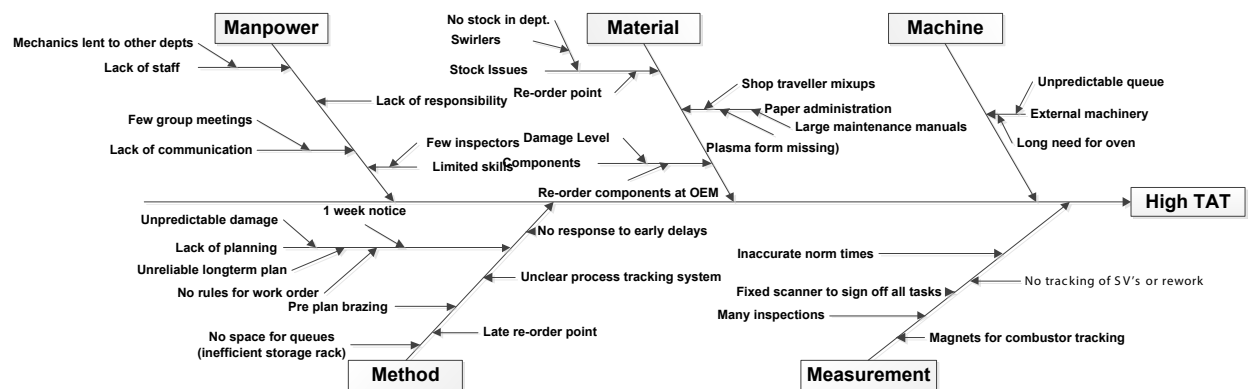 Manpower
Material
Machine
No stock in dept.
Swirlers
Mechanics lent to other depts
Lack of staff
Stock Issues
Re-order point
Shop traveller mixups
Unpredictable queue
Lack of responsibility
Paper administration
External machinery
Few group meetings
Large maintenance manuals
Few inspectors
Damage Level
Plasma form missing)
Long need for oven
Lack of communication
Limited skills
Components
Re-order components at OEM
High TAT
1 week notice
Unpredictable damage
No response to early delays
Lack of planning
Inaccurate norm times
Unreliable longterm plan
Unclear process tracking system
No tracking of SV's or rework
No rules for work order
Fixed scanner to sign off all tasks
Pre plan brazing
Many inspections
No space for queues
(inefficient storage rack)
Late re-order point
Magnets for combustor tracking
Method
Measurement